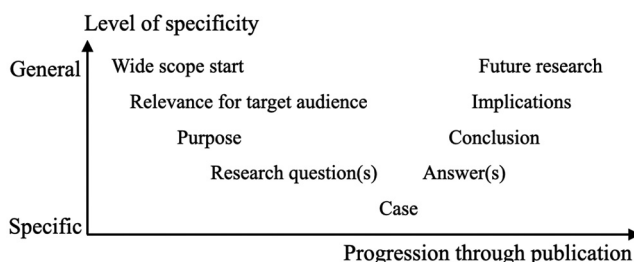 Level of specificity
General
Wide scope start
Future research
Relevance for target audience
Implications
Purpose
Conclusion
Research question(s)
Answer(s)
Case
Specific
Progression through publication